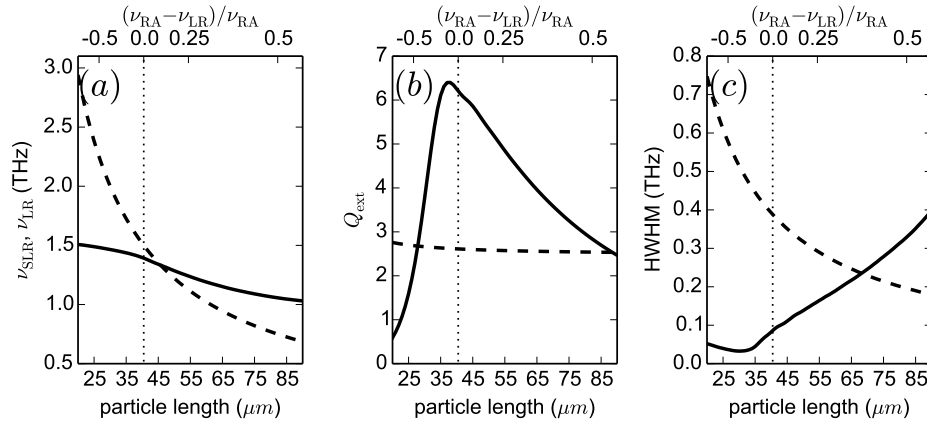 (ν_RA−ν_LR)/ν_RA
-0.5 0.0 0.25 0.5
(a)
ν_SLR, ν_LR (THz)
3.0
2.5
2.0
1.5
1.0
0.5
25 35 45 55 65 75 85
particle length (μm)
(ν_RA−ν_LR)/ν_RA
-0.5 0.0 0.25 0.5
(b)
Q_ext
7
6
5
4
3
2
1
0
25 35 45 55 65 75 85
particle length (μm)
(ν_RA−ν_LR)/ν_RA
-0.5 0.0 0.25 0.5
(c)
HWHM (THz)
0.8
0.7
0.6
0.5
0.4
0.3
0.2
0.1
0.0
25 35 45 55 65 75 85
particle length (μm)